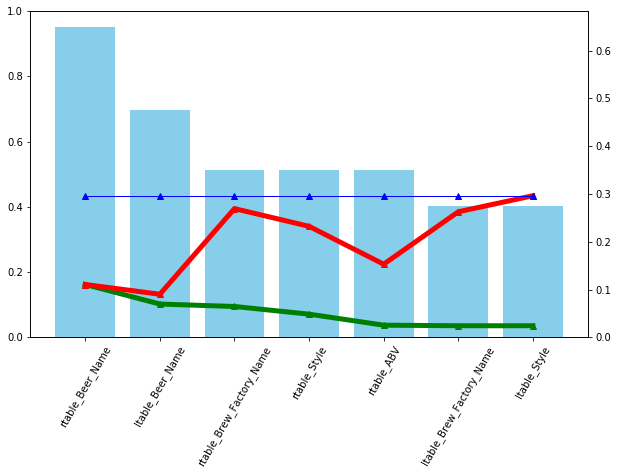 1.0
0.8
0.6
0.4
0.2
0.0
0.6
0.5
0.4
0.3
0.2
0.1
0.0
rtable_Beer_Name
ltable_Beer_Name
rtable_Brew_Factory_Name
rtable_Style
rtable_ABV
ltable_Brew_Factory_Name
ltable_Style